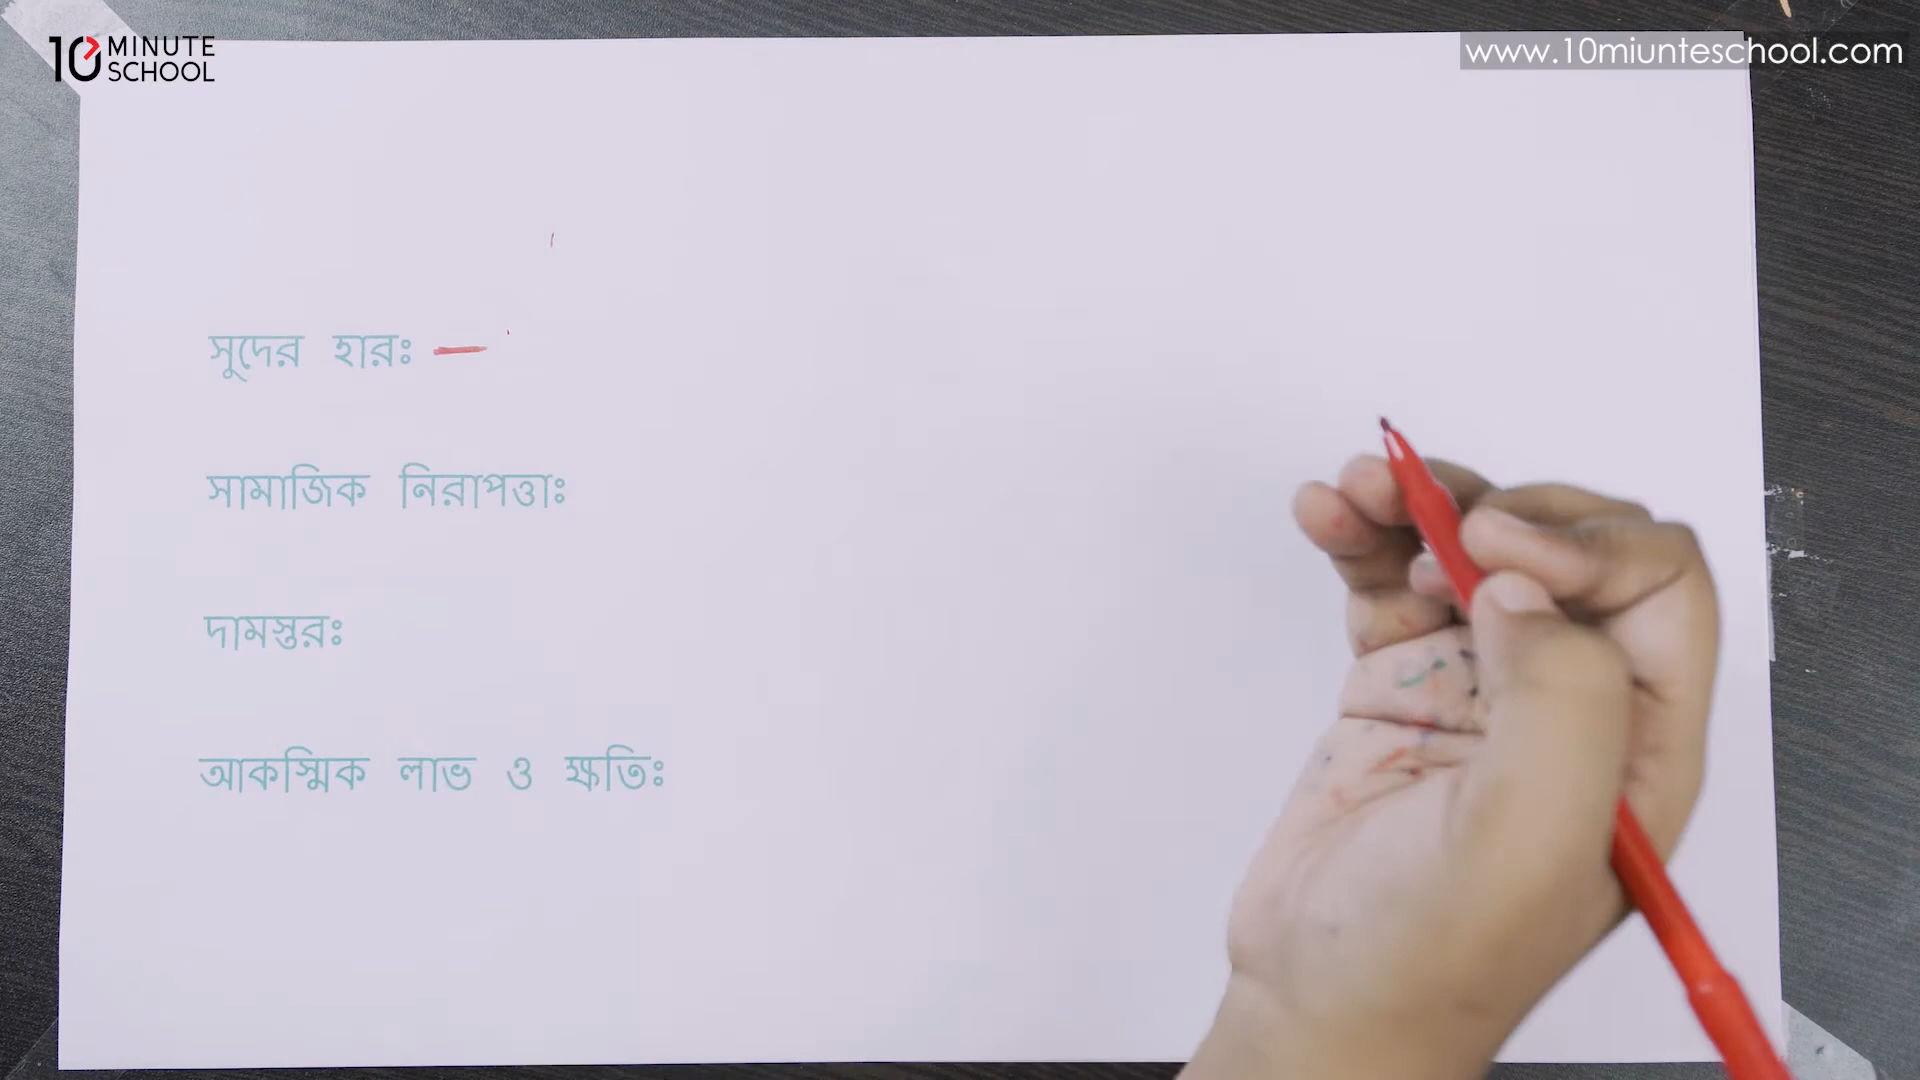 10 MINUTE
SCHOOL
www.10miunteschool.com
সুদের হারঃ —
সামাজিক নিরাপত্তাঃ
দামস্তরঃ
আকস্মিক লাভ ও ক্ষতিঃ